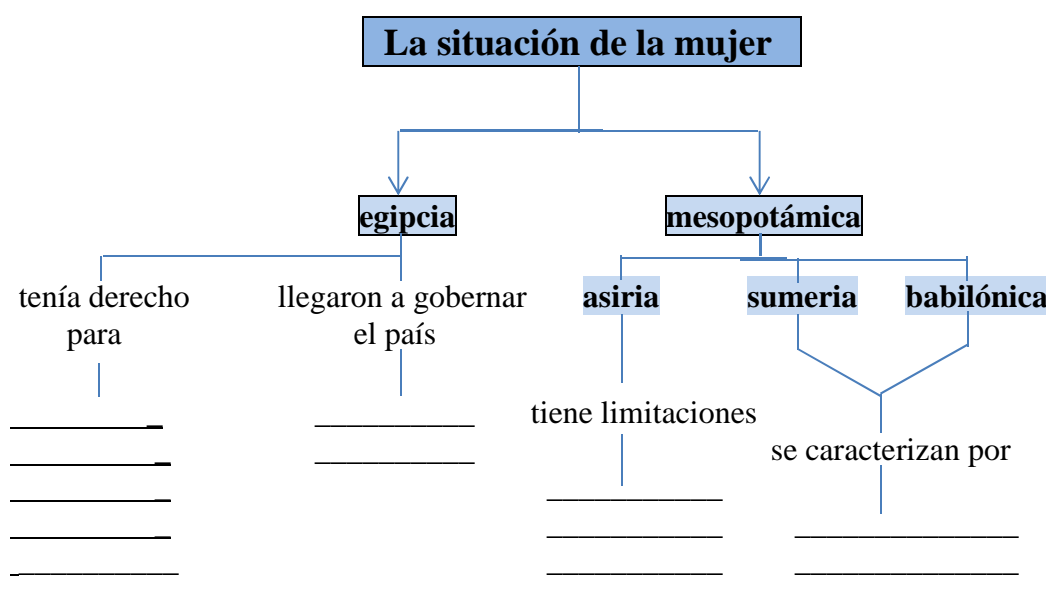 La situación de la mujer
egipcia
mesopotámica
tenía derecho
para
llegaron a gobernar
el país
asiria
sumeria
babilónica
tiene limitaciones
se caracterizan por